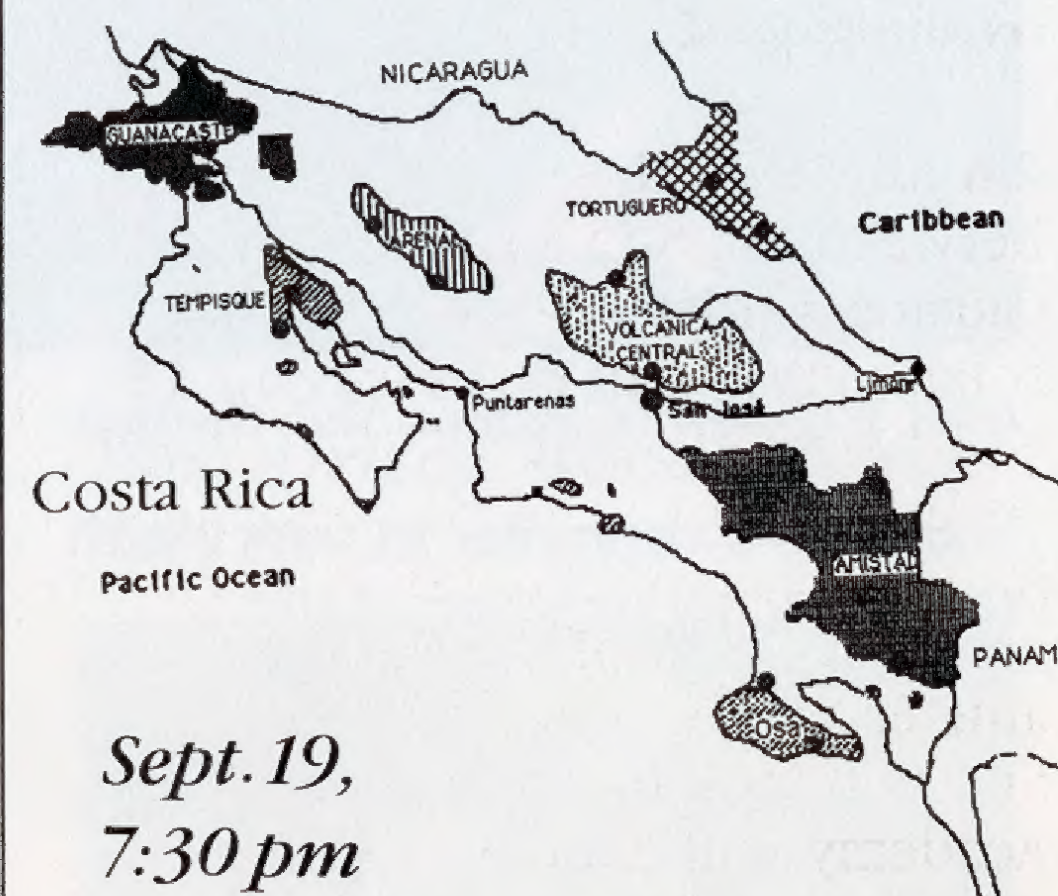 NICARAGUA
GUANACASTE
TORTUGUERO
Caribbean
ARENAL
TEMPISQUE
VOLCANICA
CENTRAL
Limón
Puntarenas
San José
Costa Rica
AMISTAD
Pacific Ocean
PANAM
Osa
Sept. 19,
7:30 pm